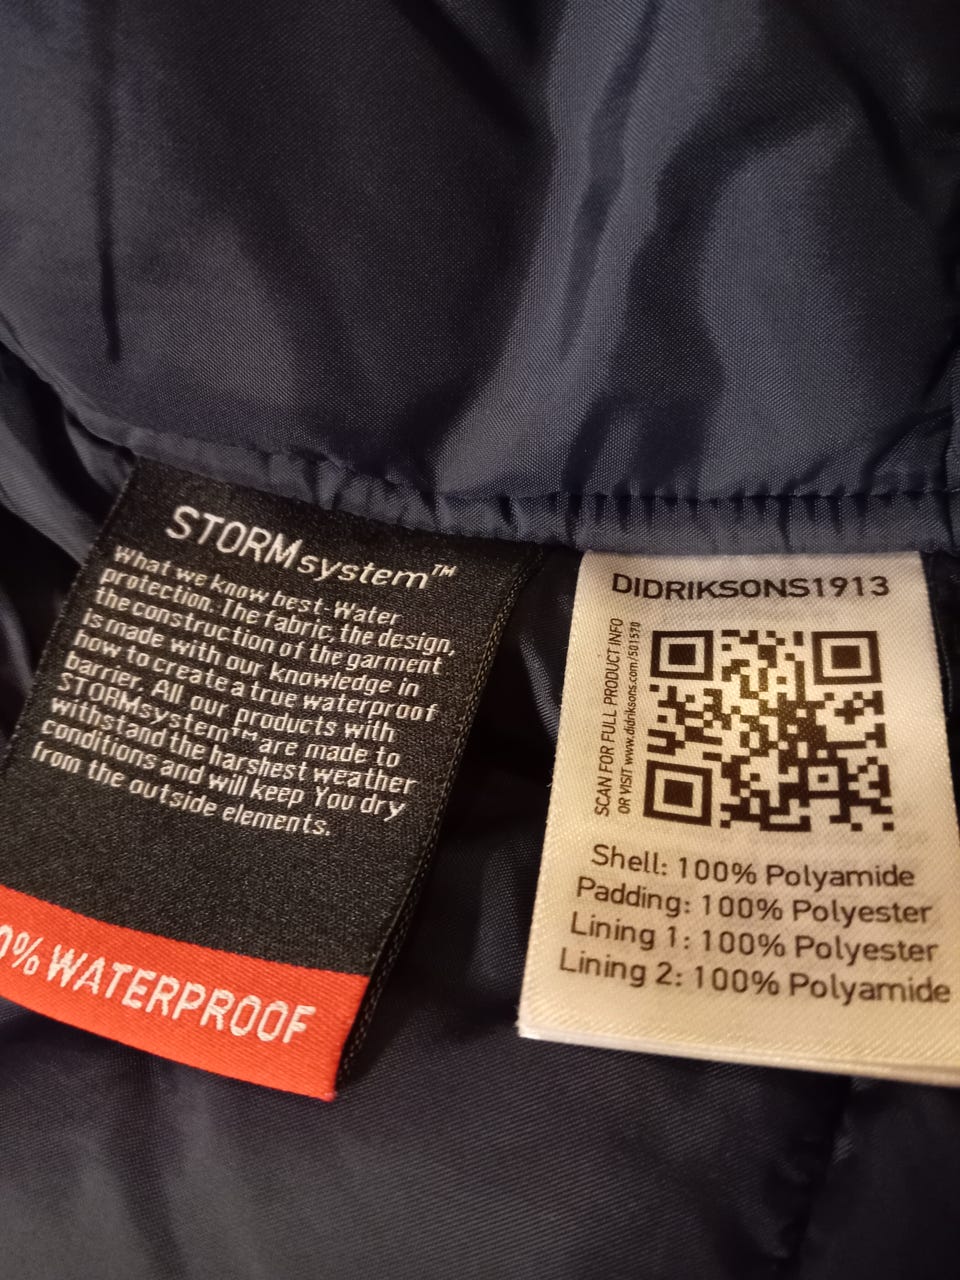 STORMsystem™
What we know best-Water
protection. The fabric, the design,
the construction of the garment
is made with our knowledge in
how to create a true waterproof
barrier. All our products with
STORMsystem™ are made to
withstand the harshest weather
conditions and will keep You dry
from the outside elements.
0% WATERPROOF
DIDRIKSONS1913
SCAN FOR FULL PRODUCT INFO
OR VISIT www.didriksons.com/501570
Shell: 100% Polyamide
Padding: 100% Polyester
Lining 1: 100% Polyester
Lining 2: 100% Polyamide